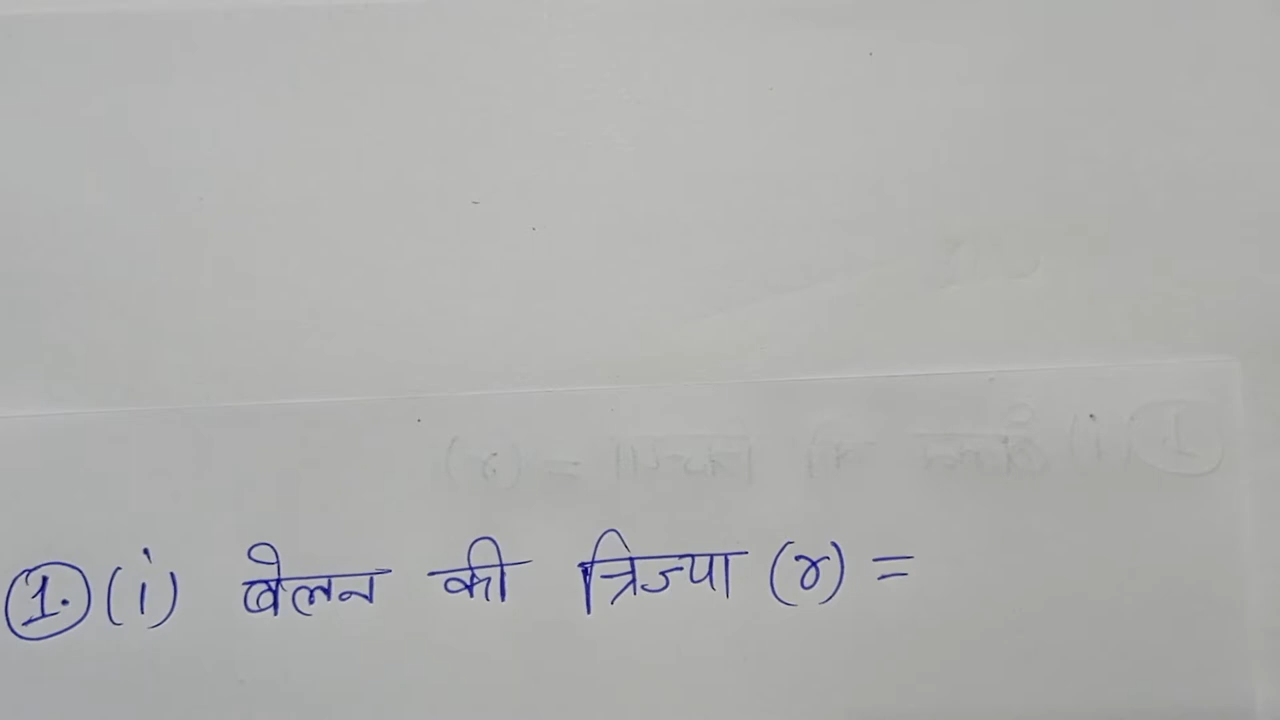 1. (i) बेलन की त्रिज्या (r) =